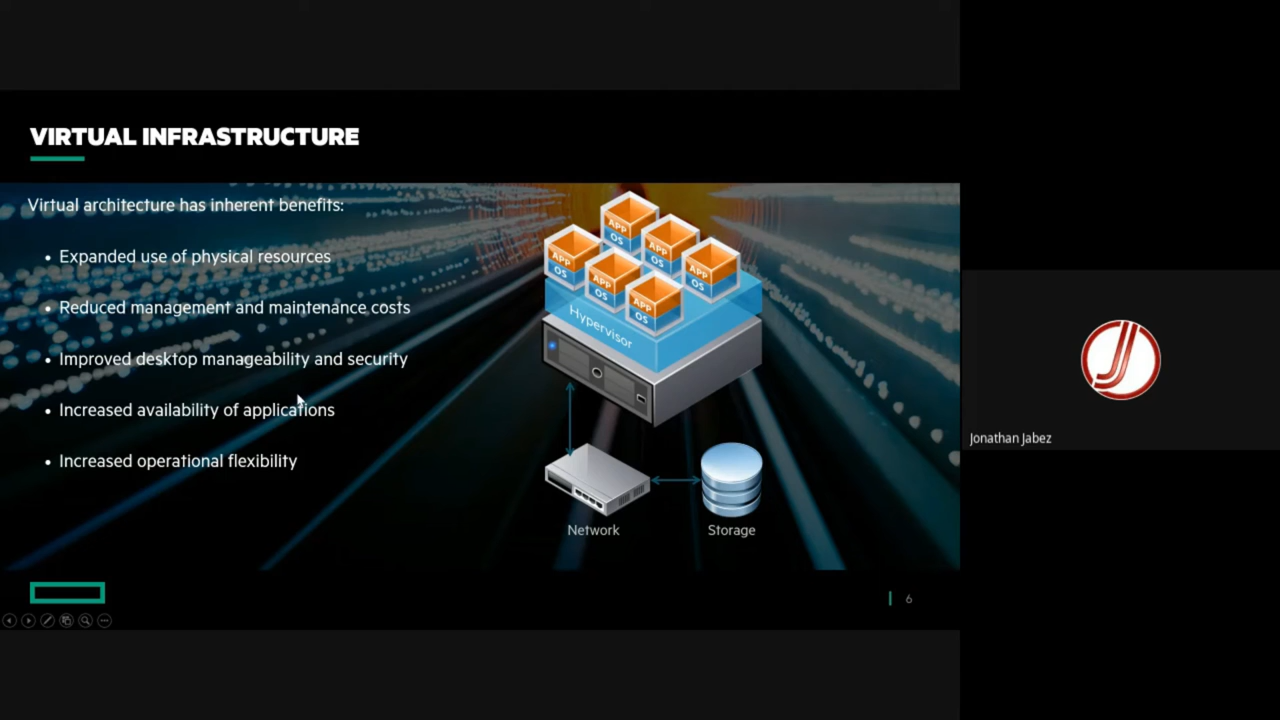 VIRTUAL INFRASTRUCTURE
Virtual architecture has inherent benefits:
• Expanded use of physical resources
• Reduced management and maintenance costs
• Improved desktop manageability and security
• Increased availability of applications
• Increased operational flexibility
APP
OS
APP
OS
APP
OS
APP
OS
APP
OS
Hypervisor
Network
Storage
6
Jonathan Jabez